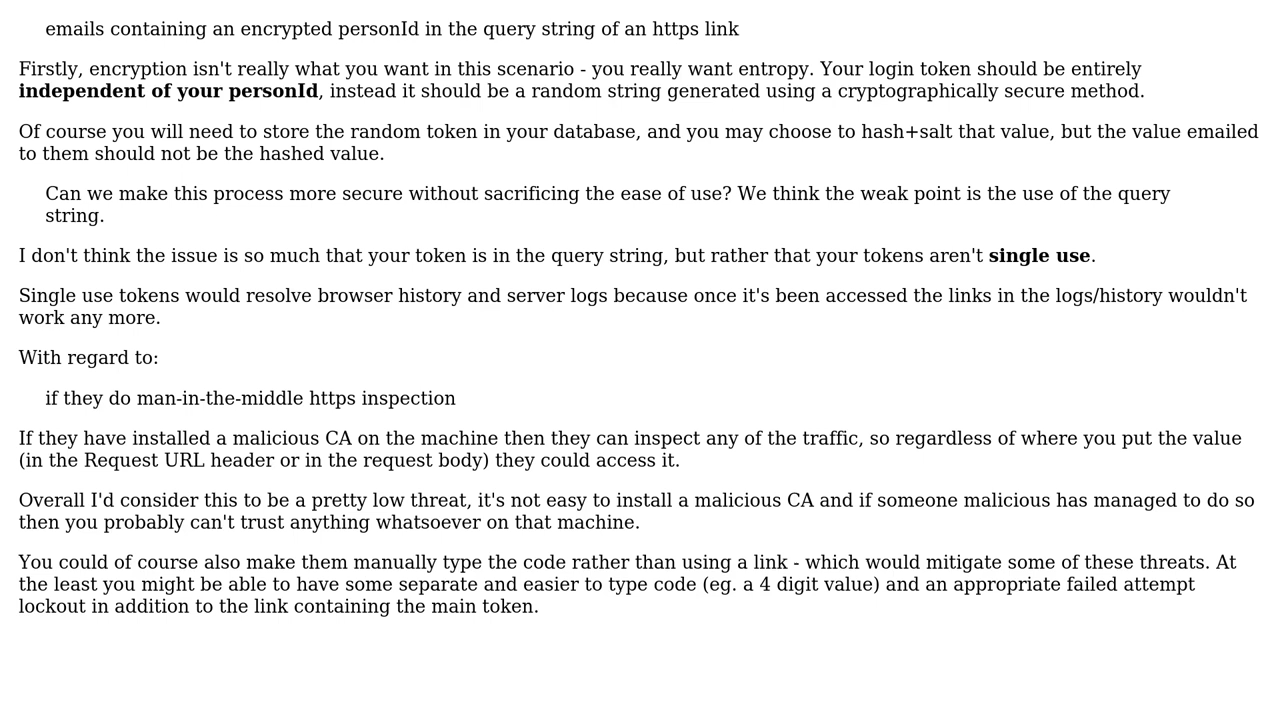 emails containing an encrypted personId in the query string of an https link
Firstly, encryption isn't really what you want in this scenario - you really want entropy. Your login token should be entirely
independent of your personId, instead it should be a random string generated using a cryptographically secure method.
Of course you will need to store the random token in your database, and you may choose to hash+salt that value, but the value emailed
to them should not be the hashed value.
Can we make this process more secure without sacrificing the ease of use? We think the weak point is the use of the query
string.
I don't think the issue is so much that your token is in the query string, but rather that your tokens aren't single use.
Single use tokens would resolve browser history and server logs because once it's been accessed the links in the logs/history wouldn't
work any more.
With regard to:
if they do man-in-the-middle https inspection
If they have installed a malicious CA on the machine then they can inspect any of the traffic, so regardless of where you put the value
(in the Request URL header or in the request body) they could access it.
Overall I'd consider this to be a pretty low threat, it's not easy to install a malicious CA and if someone malicious has managed to do so
then you probably can't trust anything whatsoever on that machine.
You could of course also make them manually type the code rather than using a link - which would mitigate some of these threats. At
the least you might be able to have some separate and easier to type code (eg. a 4 digit value) and an appropriate failed attempt
lockout in addition to the link containing the main token.